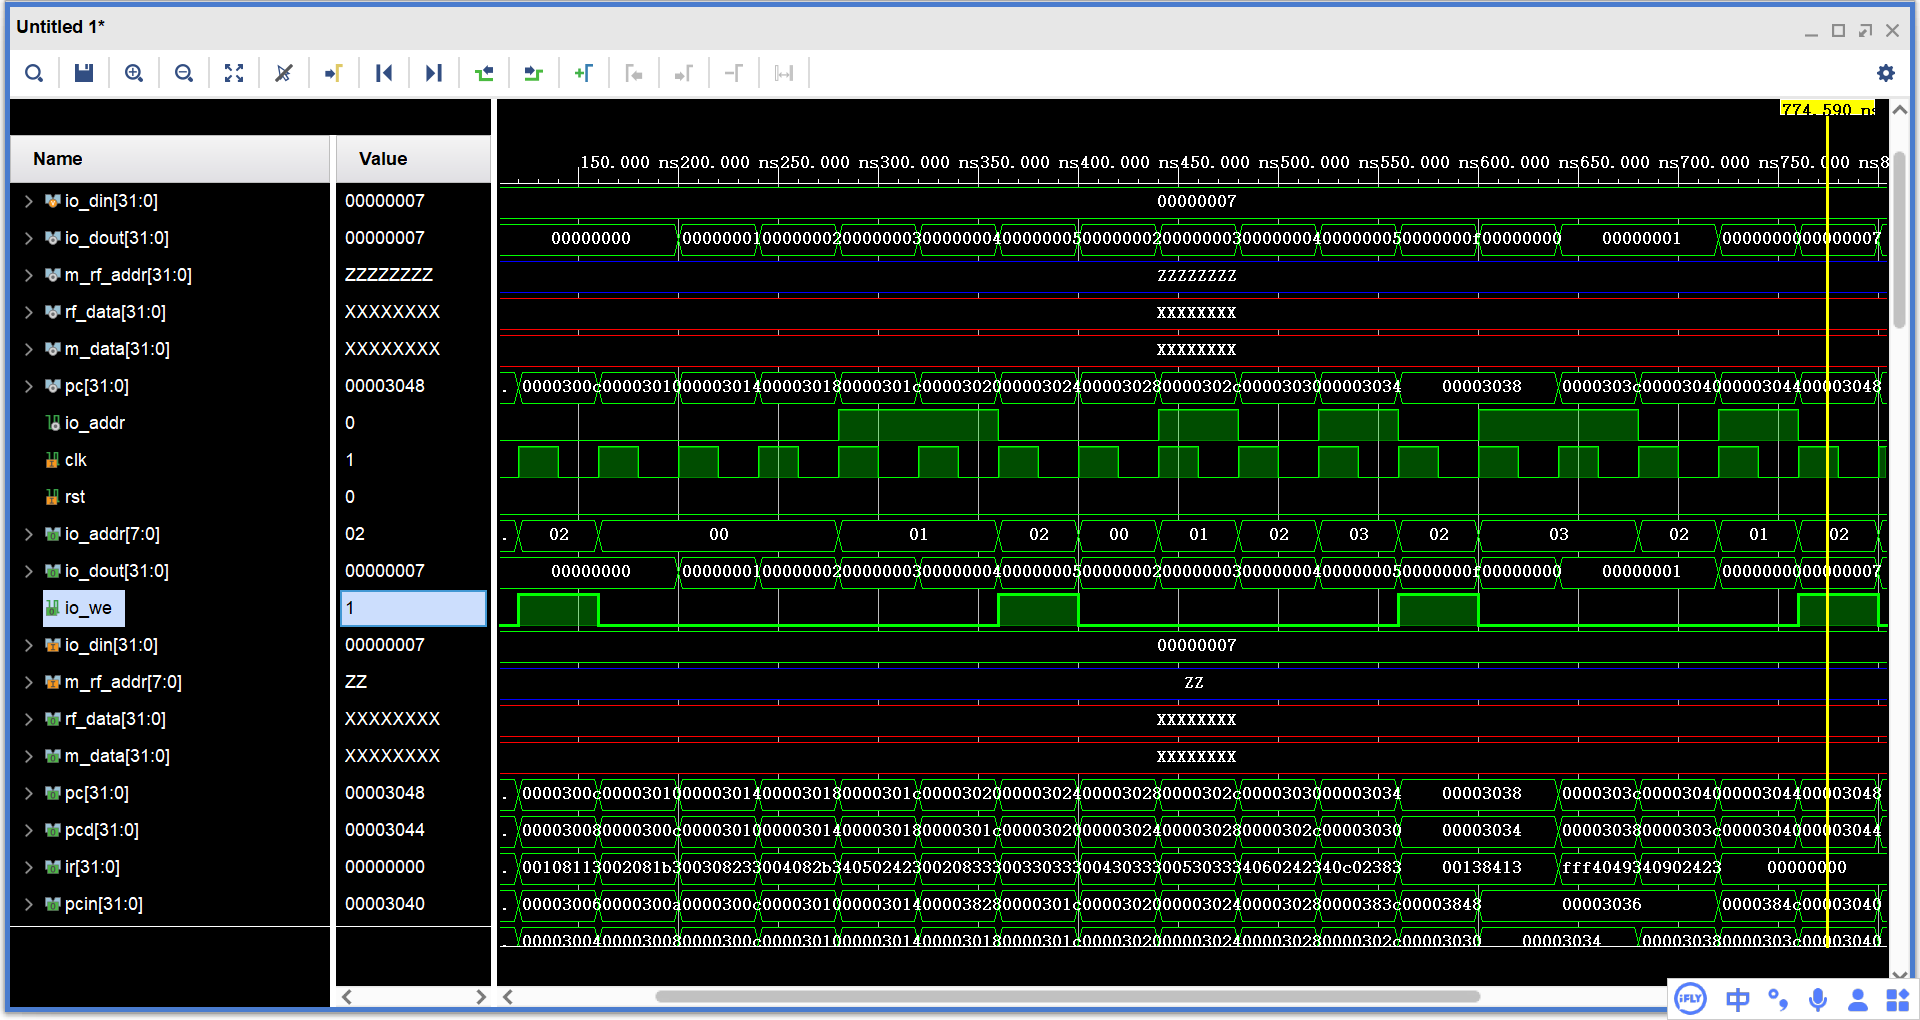 Untitled 1*
774.590 ns
Name Value
150.000 ns 200.000 ns 250.000 ns 300.000 ns 350.000 ns 400.000 ns 450.000 ns 500.000 ns 550.000 ns 600.000 ns 650.000 ns 700.000 ns 750.000 ns 8
io_din[31:0] 00000007 00000007
io_dout[31:0] 00000007 00000000 00000001 00000002 00000003 00000004 00000005 00000002 00000003 00000004 00000005 0000000f 00000000 00000001 00000000 00000007
m_rf_addr[31:0] ZZZZZZZZ ZZZZZZZZ
rf_data[31:0] XXXXXXXX XXXXXXXX
m_data[31:0] XXXXXXXX XXXXXXXX
pc[31:0] 00003048 . 0000300c 00003010 00003014 00003018 0000301c 00003020 00003024 00003028 0000302c 00003030 00003034 00003038 0000303c 00003040 00003044 00003048
io_addr 0
clk 1
rst 0
io_addr[7:0] 02 . 02 00 01 02 00 01 02 03 02 03 02 01 02
io_dout[31:0] 00000007 00000000 00000001 00000002 00000003 00000004 00000005 00000002 00000003 00000004 00000005 0000000f 00000000 00000001 00000000 00000007
io_we 1
io_din[31:0] 00000007 00000007
m_rf_addr[7:0] ZZ ZZ
rf_data[31:0] XXXXXXXX XXXXXXXX
m_data[31:0] XXXXXXXX XXXXXXXX
pc[31:0] 00003048 . 0000300c 00003010 00003014 00003018 0000301c 00003020 00003024 00003028 0000302c 00003030 00003034 00003038 0000303c 00003040 00003044 00003048
pcd[31:0] 00003044 . 00003008 0000300c 00003010 00003014 00003018 0000301c 00003020 00003024 00003028 0000302c 00003030 00003034 00003038 0000303c 00003040 00003044
ir[31:0] 00000000 . 00108113 002081b3 00308233 004082b3 40502423 00208333 00330333 00430333 00530333 40602423 40c02383 00138413 fff40493 40902423 00000000
pcin[31:0] 00003040 . 00003006 0000300a 0000300c 00003010 00003014 00003828 0000301c 00003020 00003024 00003028 0000383c 00003848 00003036 0000384c 00003040
. 00003004 00003008 0000300c 00003010 00003014 00003018 0000301c 00003020 00003024 00003028 0000302c 00003030 00003034 00003038 0000303c 00003040
iFLY 中